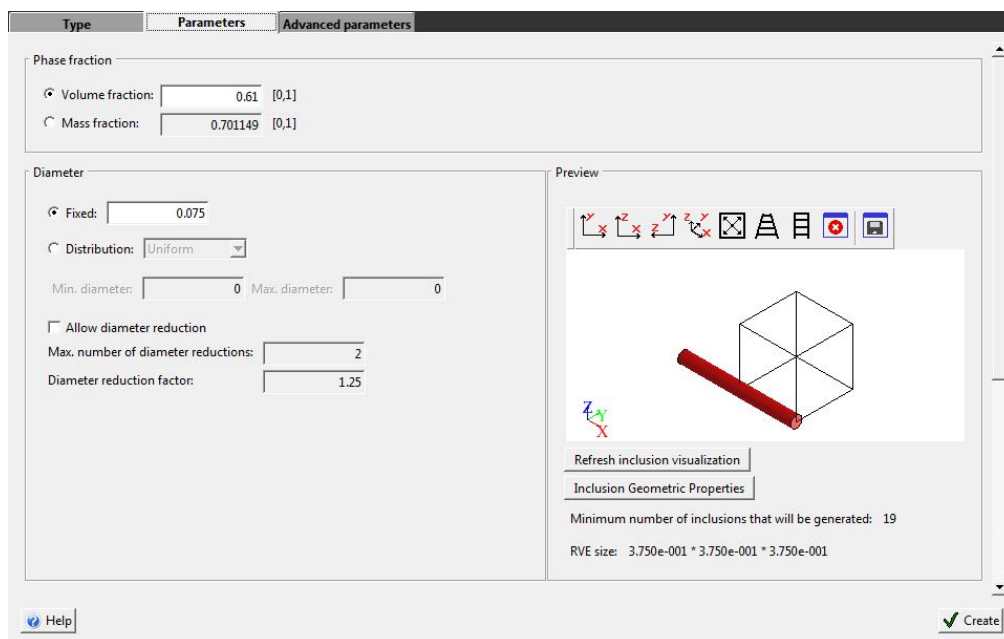 Type Parameters Advanced parameters
Phase fraction
Volume fraction: 0.61 [0,1]
Mass fraction: 0.701149 [0,1]
Diameter
Fixed: 0.075
Distribution: Uniform
Min. diameter: 0 Max. diameter: 0
Allow diameter reduction
Max. number of diameter reductions: 2
Diameter reduction factor: 1.25
Preview
Y X Z X Z Y Z Y X
Z Y X
Refresh inclusion visualization
Inclusion Geometric Properties
Minimum number of inclusions that will be generated: 19
RVE size: 3.750e-001 * 3.750e-001 * 3.750e-001
Help
Create